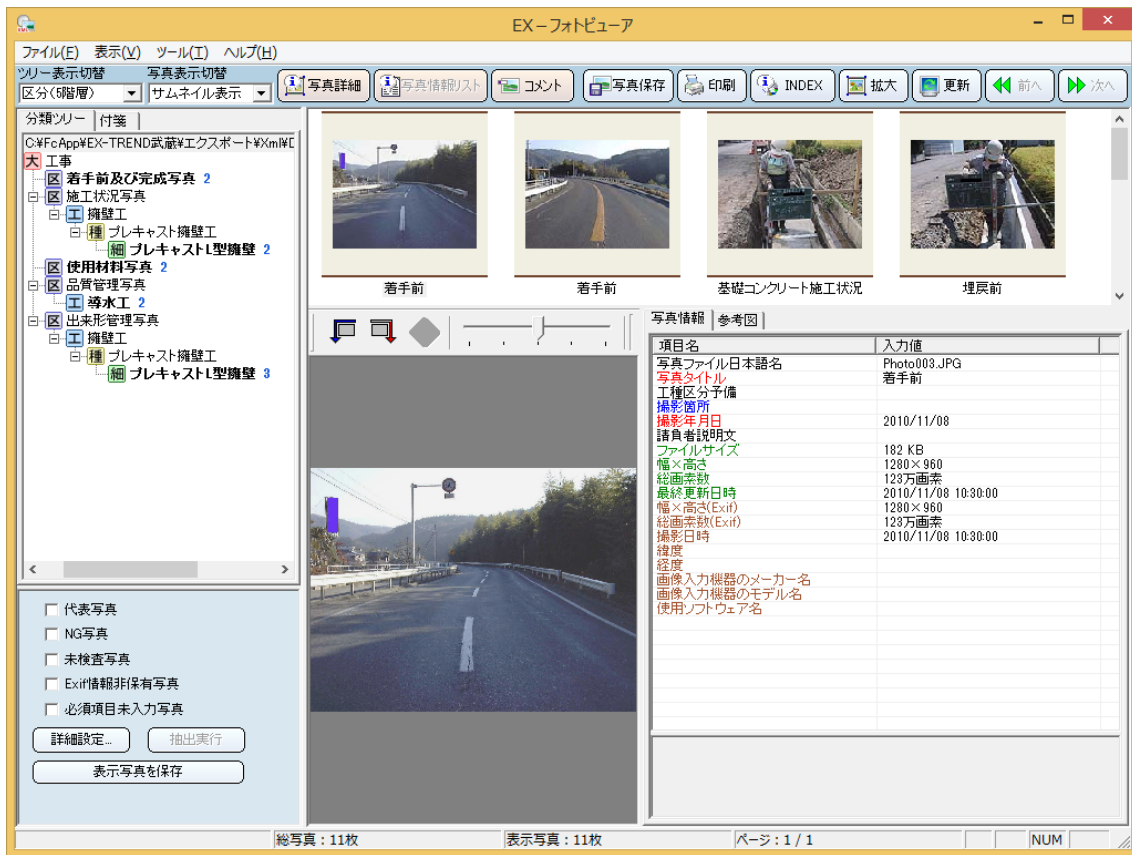 EX－フォトビューア
ファイル(F) 表示(V) ツール(T) ヘルプ(H)
ツリー表示切替 写真表示切替
区分(5階層) サムネイル表示
写真詳細 写真情報リスト コメント 写真保存 印刷 INDEX 拡大 更新 前へ 次へ
分類ツリー 付箋
C:¥FcApp¥EX-TREND武蔵¥エクスポート¥Xml¥D
大 工事
区 着手前及び完成写真 2
区 施工状況写真
工 擁壁工
種 プレキャスト擁壁工
細 プレキャストL型擁壁 2
区 使用材料写真 2
区 品質管理写真
工 導水工 2
区 出来形管理写真
工 擁壁工
種 プレキャスト擁壁工
細 プレキャストL型擁壁 3
代表写真
NG写真
未検査写真
Exif情報非保有写真
必須項目未入力写真
詳細設定... 抽出実行
表示写真を保存
着手前 着手前 基礎コンクリート施工状況 埋戻前
写真情報 参考図
項目名 入力値
写真ファイル日本語名 Photo003.JPG
写真タイトル 着手前
工種区分予備
撮影箇所
撮影年月日 2010/11/08
請負者説明文
ファイルサイズ 182 KB
幅×高さ 1280×960
総画素数 123万画素
最終更新日時 2010/11/08 10:30:00
幅×高さ(Exif) 1280×960
総画素数(Exif) 123万画素
撮影日時 2010/11/08 10:30:00
緯度
経度
画像入力機器のメーカー名
画像入力機器のモデル名
使用ソフトウェア名
総写真：11枚 表示写真：11枚 ページ：1 / 1 NUM